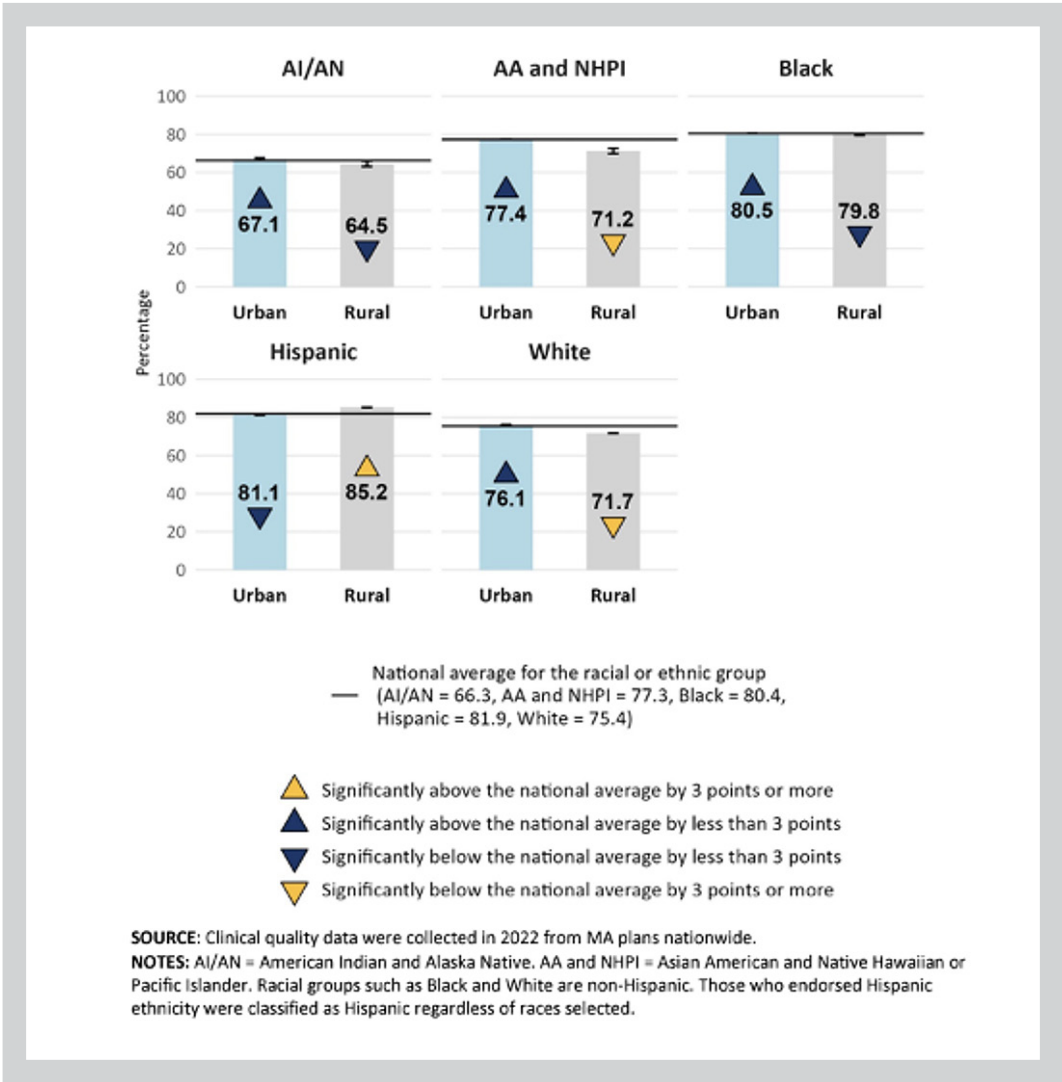 AI/AN
AA and NHPI
Black
100
80
60
40
20
0
67.1
64.5
77.4
71.2
80.5
79.8
Urban
Rural
Urban
Rural
Urban
Rural
Percentage
Hispanic
White
100
80
60
40
20
0
81.1
85.2
76.1
71.7
Urban
Rural
Urban
Rural
National average for the racial or ethnic group
(AI/AN = 66.3, AA and NHPI = 77.3, Black = 80.4,
Hispanic = 81.9, White = 75.4)
Significantly above the national average by 3 points or more
Significantly above the national average by less than 3 points
Significantly below the national average by less than 3 points
Significantly below the national average by 3 points or more
SOURCE: Clinical quality data were collected in 2022 from MA plans nationwide.
NOTES: AI/AN = American Indian and Alaska Native. AA and NHPI = Asian American and Native Hawaiian or
Pacific Islander. Racial groups such as Black and White are non-Hispanic. Those who endorsed Hispanic
ethnicity were classified as Hispanic regardless of races selected.